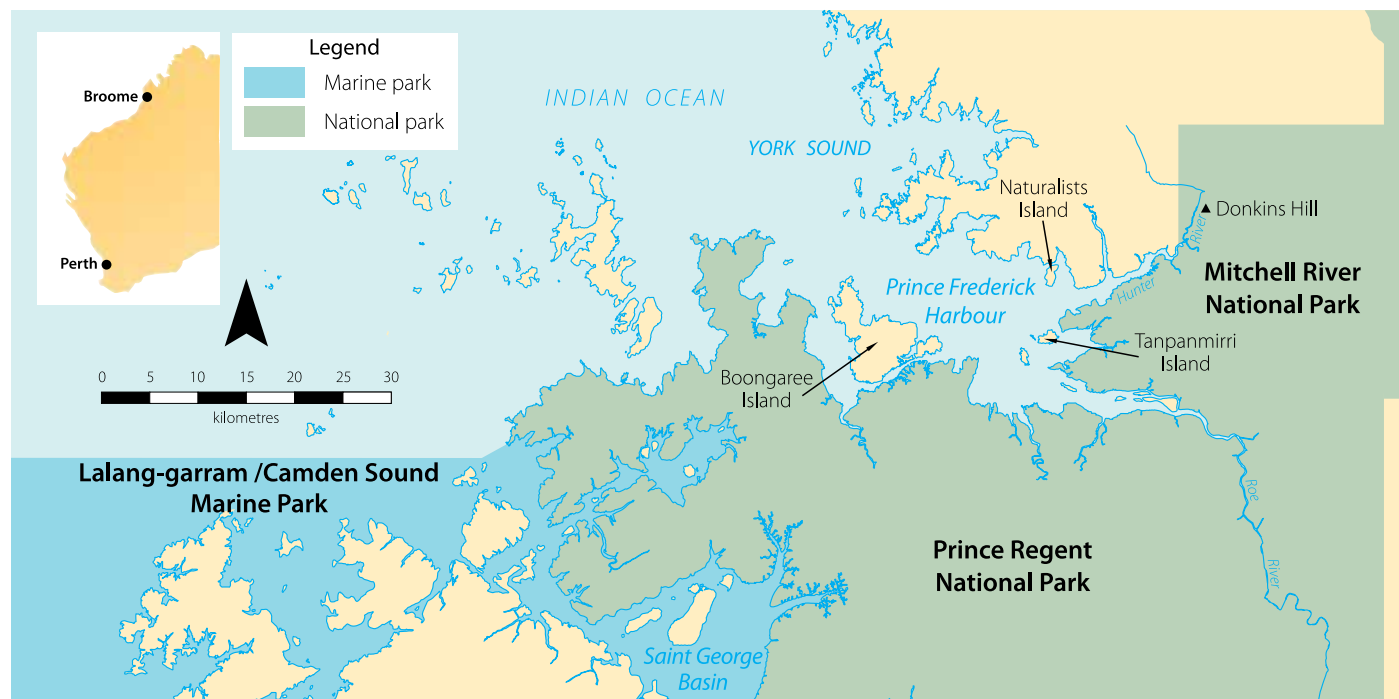 Broome
Perth
Legend
Marine park
National park
INDIAN OCEAN
YORK SOUND
Naturalists
Island
Donkins Hill
River
Hunter
Mitchell River
National Park
Prince Frederick
Harbour
Tanpanmirri
Island
Boongaree
Island
0 5 10 15 20 25 30
kilometres
Lalang-garram /Camden Sound
Marine Park
Roe
River
Prince Regent
National Park
Saint George
Basin